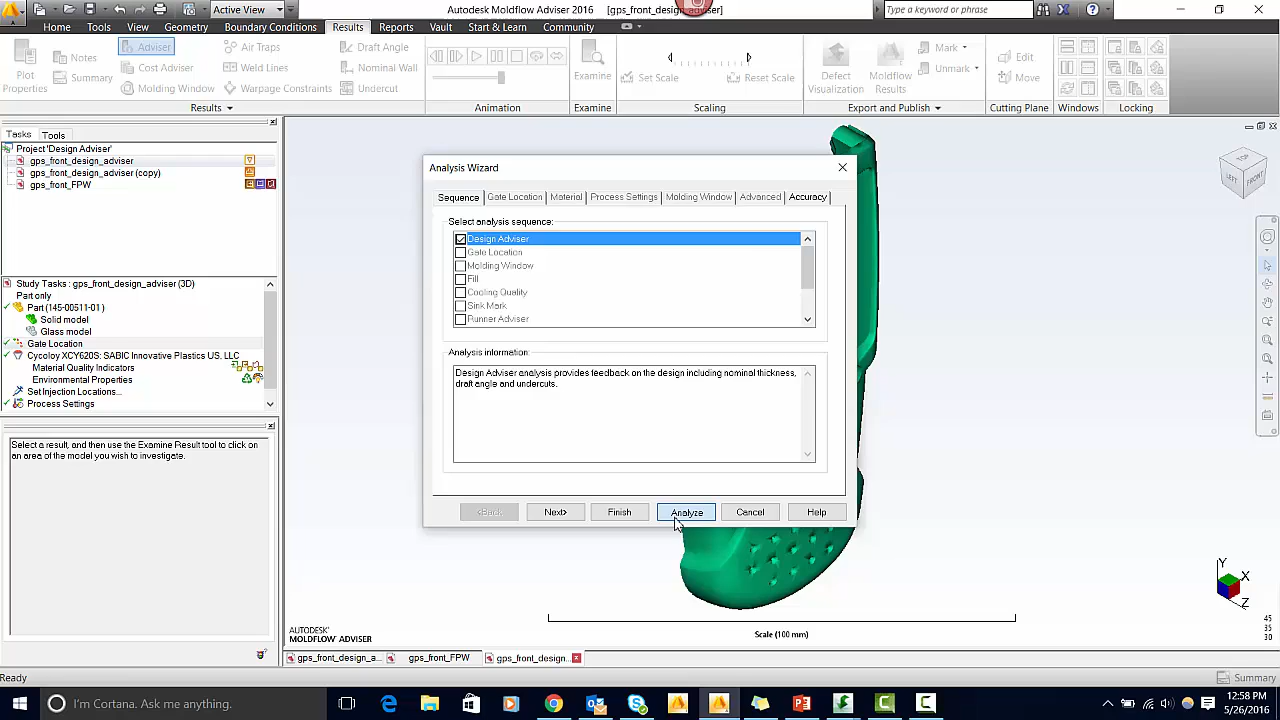 Active View
Autodesk Moldflow Adviser 2016 [gps_front_design_adviser]
Type a keyword or phrase
Home Tools View Geometry Boundary Conditions Results Reports Vault Start & Learn Community
Plot Properties
Notes
Summary
Adviser
Cost Adviser
Molding Window
Air Traps
Weld Lines
Warpage Constraints
Draft Angle
Nominal Wall
Undercut
Examine
Set Scale
Reset Scale
Defect Visualization
Moldflow Results
Mark
Unmark
Edit
Move
Results Animation Examine Scaling Export and Publish Cutting Plane Windows Locking
Tasks Tools
Project 'Design Adviser'
gps_front_design_adviser
gps_front_design_adviser (copy)
gps_front_FPW
Study Tasks: gps_front_design_adviser (3D)
Part only
Part (145-00511-01 )
Solid model
Glass model
Gate Location
Cycoloy XCY620S: SABIC Innovative Plastics US, LLC
Material Quality Indicators
Environmental Properties
Set Injection Locations...
Process Settings
Select a result, and then use the Examine Result tool to click on
an area of the model you wish to investigate.
Analysis Wizard
Sequence Gate Location Material Process Settings Molding Window Advanced Accuracy
Select analysis sequence:
Design Adviser
Gate Location
Molding Window
Fill
Cooling Quality
Sink Mark
Runner Adviser
Analysis information:
Design Adviser analysis provides feedback on the design including nominal thickness,
draft angle and undercuts.
<Back Next> Finish Analyze Cancel Help
TOP
LEFT FRONT
Y
X
Z
45
35
30
Scale (100 mm)
AUTODESK®
MOLDFLOW ADVISER
gps_front_design_a... gps_front_FPW gps_front_design...
Ready
Summary
I'm Cortana. Ask me anything.
12:58 PM
5/26/2016